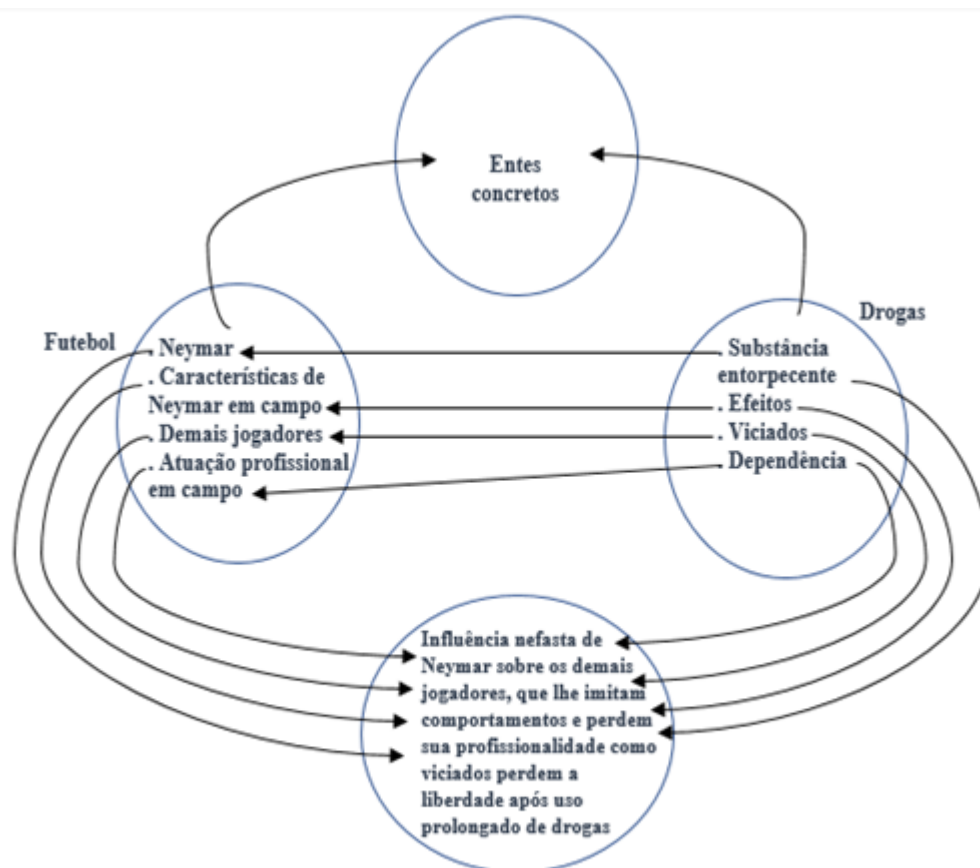 Entes
concretos
Futebol
. Neymar
. Características de
Neymar em campo
. Demais jogadores
. Atuação profissional
em campo
Drogas
. Substância
entorpecente
. Efeitos
. Viciados
. Dependência
Influência nefasta de
Neymar sobre os demais
jogadores, que lhe imitam
comportamentos e perdem
sua profissionalidade como
viciados perdem a
liberdade após uso
prolongado de drogas